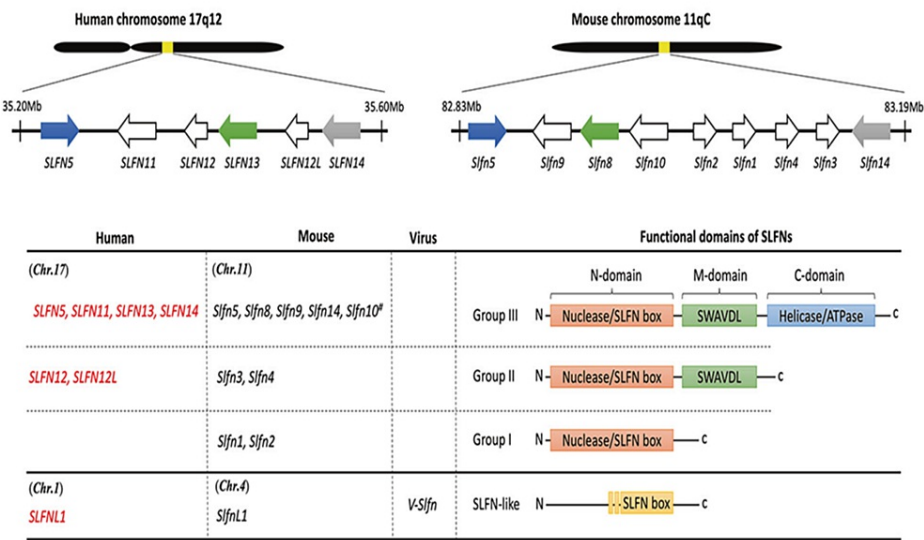 Human chromosome 17q12
Mouse chromosome 11qC
35.20Mb
35.60Mb
82.83Mb
83.19Mb
SLFN5 SLFN11 SLFN12 SLFN13 SLFN12L SLFN14
Slfn5 Slfn9 Slfn8 Slfn10 Slfn2 Slfn1 Slfn4 Slfn3 Slfn14
Human Mouse Virus Functional domains of SLFNs
(Chr.17) (Chr.11)
N-domain M-domain C-domain
SLFN5, SLFN11, SLFN13, SLFN14 Slfn5, Slfn8, Slfn9, Slfn14, Slfn10# Group III N- Nuclease/SLFN box SWAVDL Helicase/ATPase c
SLFN12, SLFN12L Slfn3, Slfn4 Group II N- Nuclease/SLFN box SWAVDL c
Slfn1, Slfn2 Group I N- Nuclease/SLFN box c
(Chr.1) (Chr.4)
SLFNL1 SlfnL1 V-Slfn SLFN-like N SLFN box c